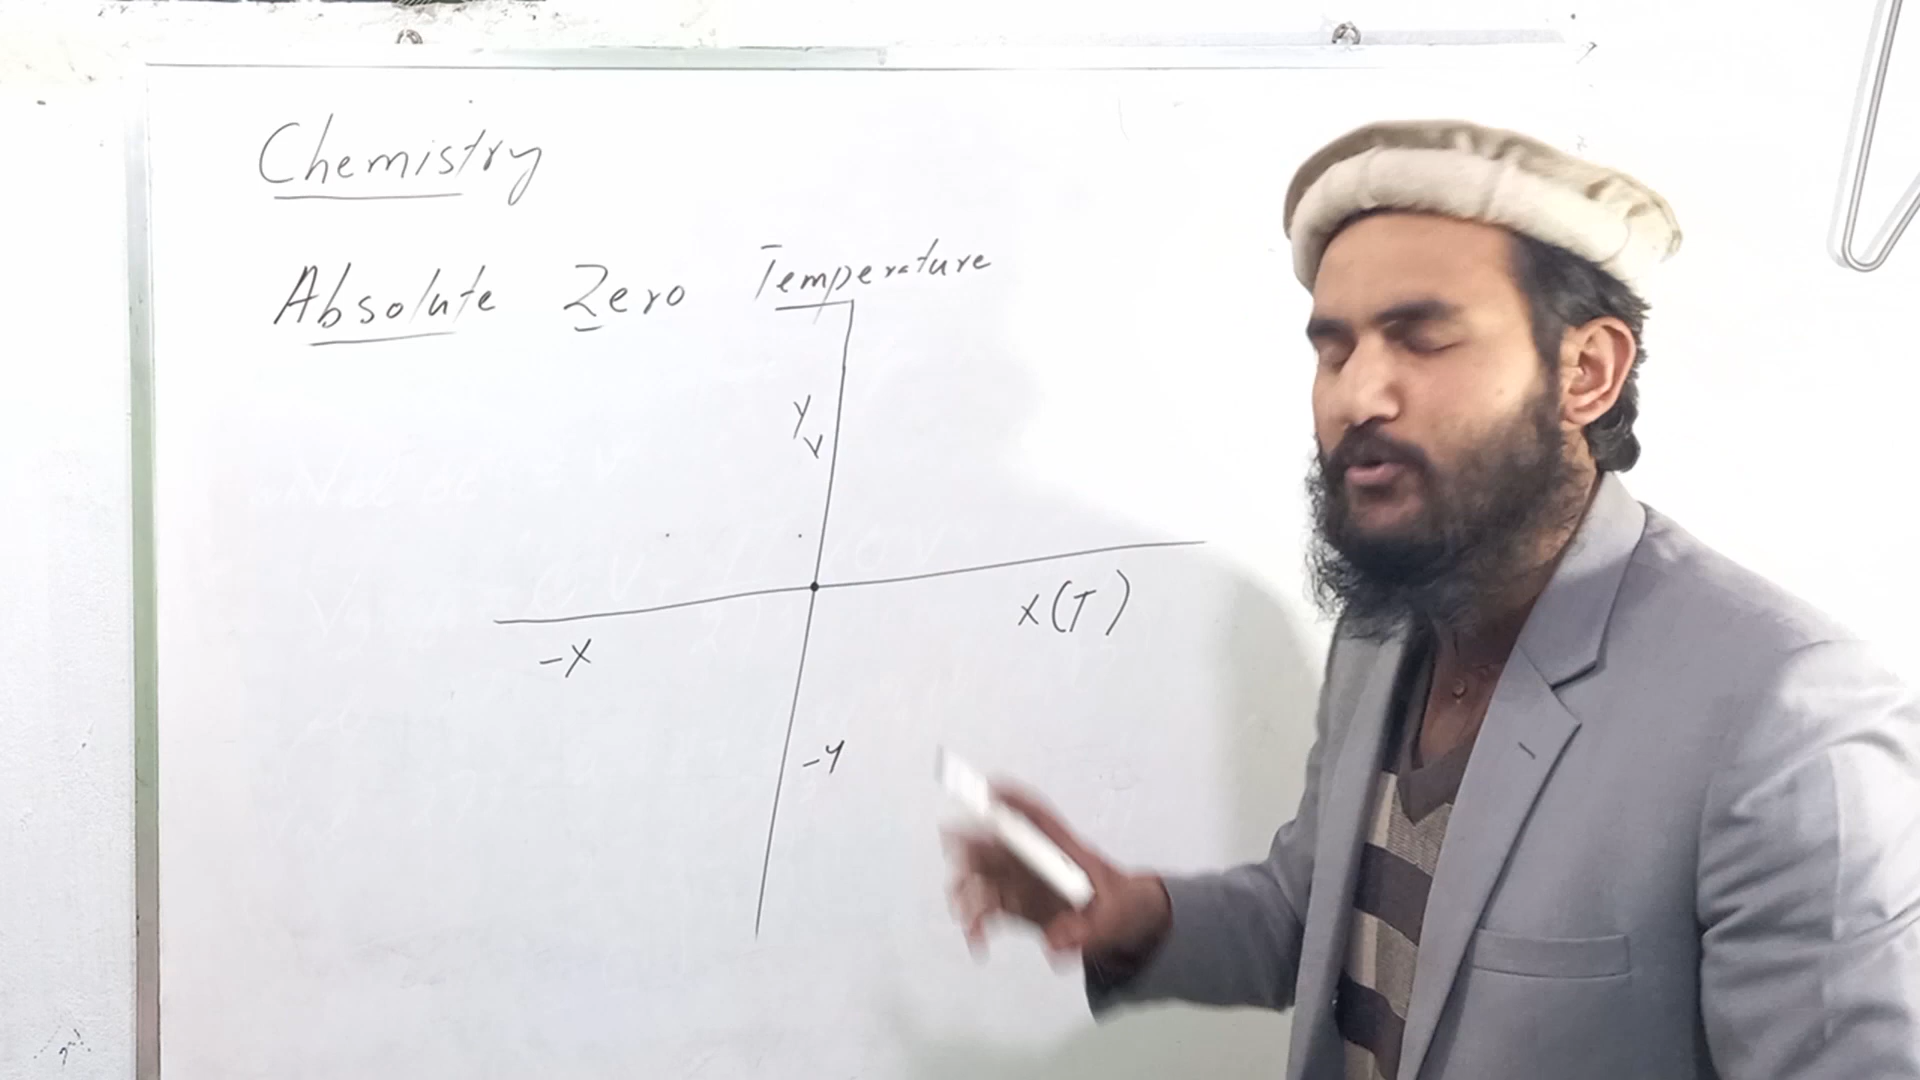 Chemistry
Absolute Zero Temperature
Y
V
X(T)
-X
-Y